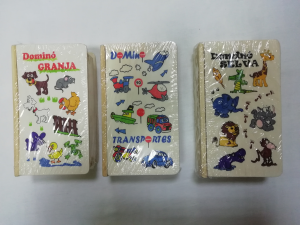 Dominó
GRANJA
DoMiNó
TRANSPORTES
Dominó
SELVA